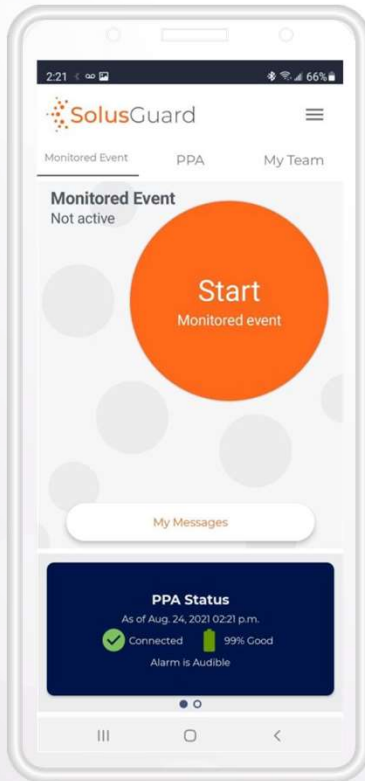 2:21
66%
SolusGuard
Monitored Event PPA My Team
Monitored Event
Not active
Start
Monitored event
My Messages
PPA Status
As of Aug. 24, 2021 02:21 p.m.
Connected 99% Good
Alarm is Audible